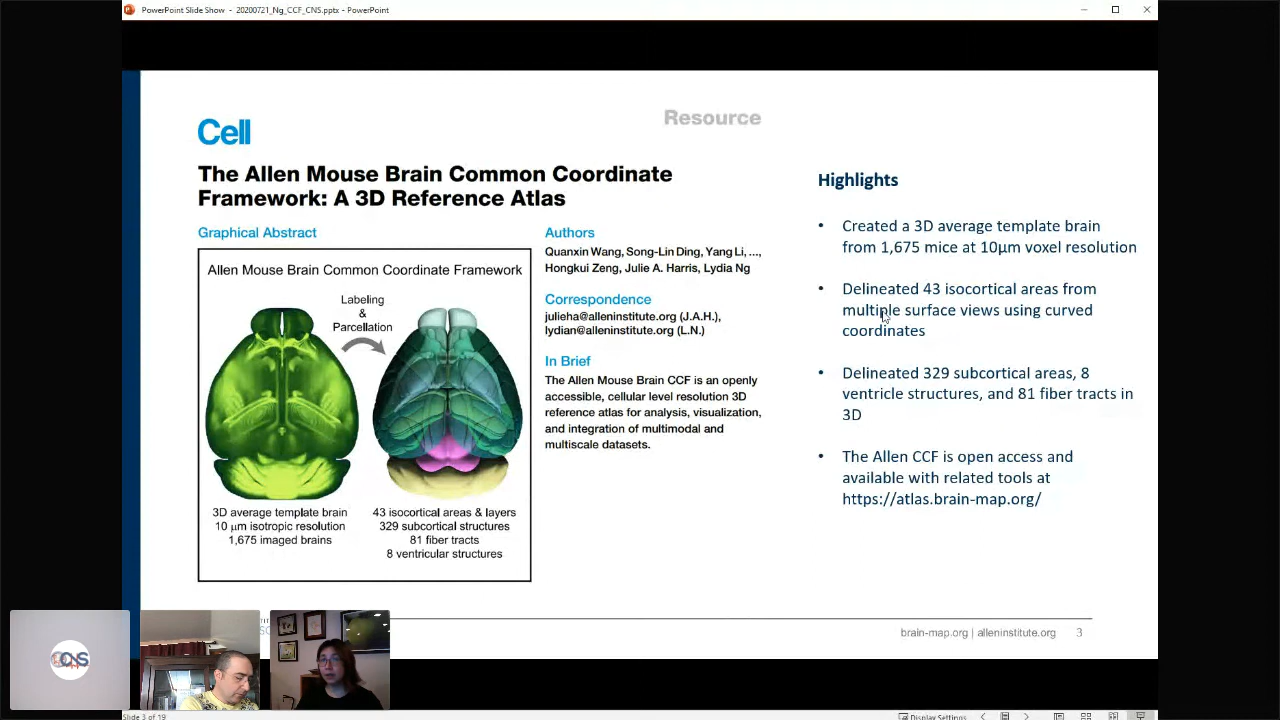 PowerPoint Slide Show - 20200721_Ng_CCF_CNS.pptx - PowerPoint
Cell
Resource
The Allen Mouse Brain Common Coordinate
Framework: A 3D Reference Atlas
Graphical Abstract
Allen Mouse Brain Common Coordinate Framework
Labeling
&
Parcellation
3D average template brain
10 μm isotropic resolution
1,675 imaged brains
43 isocortical areas & layers
329 subcortical structures
81 fiber tracts
8 ventricular structures
Authors
Quanxin Wang, Song-Lin Ding, Yang Li, ...,
Hongkui Zeng, Julie A. Harris, Lydia Ng
Correspondence
julieha@alleninstitute.org (J.A.H.),
lydian@alleninstitute.org (L.N.)
In Brief
The Allen Mouse Brain CCF is an openly
accessible, cellular level resolution 3D
reference atlas for analysis, visualization,
and integration of multimodal and
multiscale datasets.
Highlights
• Created a 3D average template brain
from 1,675 mice at 10μm voxel resolution
• Delineated 43 isocortical areas from
multiple surface views using curved
coordinates
• Delineated 329 subcortical areas, 8
ventricle structures, and 81 fiber tracts in
3D
• The Allen CCF is open access and
available with related tools at
https://atlas.brain-map.org/
brain-map.org | alleninstitute.org 3
Slide 3 of 19
Display Settings